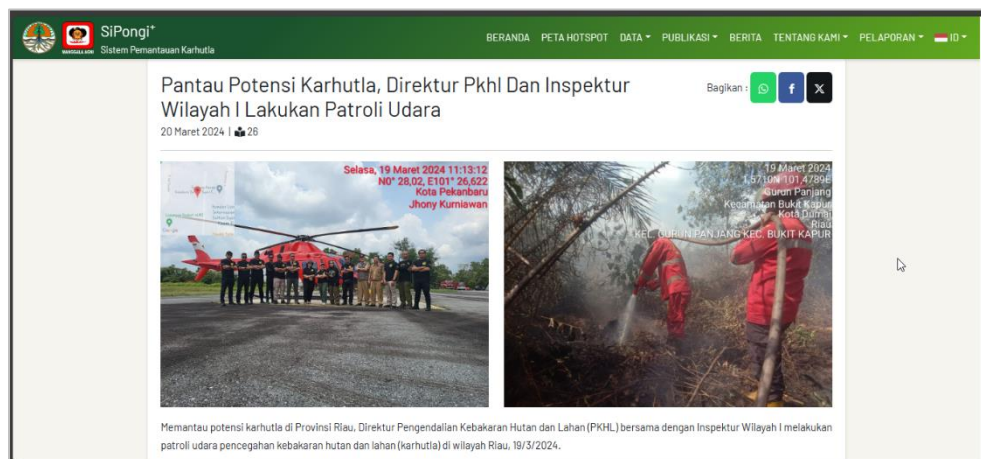 SiPongi+
Sistem Pemantauan Karhutla
MANGGALA AGNI
BERANDA PETA HOTSPOT DATA PUBLIKASI BERITA TENTANG KAMI PELAPORAN ID
Pantau Potensi Karhutla, Direktur Pkhl Dan Inspektur
Wilayah I Lakukan Patroli Udara
Bagikan :
20 Maret 2024 | 26
Selasa, 19 Maret 2024 11:13:12
N0° 28,02, E101° 26,622
Kota Pekanbaru
Jhony Kurniawan
19 Maret 2024
Gurun Panjang
Kecamatan Bukit Kapur
Kota Dumai
Riau
KEL. GURUN PANJANG KEC. BUKIT KAPUR
Memantau potensi karhutla di Provinsi Riau, Direktur Pengendalian Kebakaran Hutan dan Lahan (PKHL) bersama dengan Inspektur Wilayah I melakukan
patroli udara pencegahan kebakaran hutan dan lahan (karhutla) di wilayah Riau, 19/3/2024.